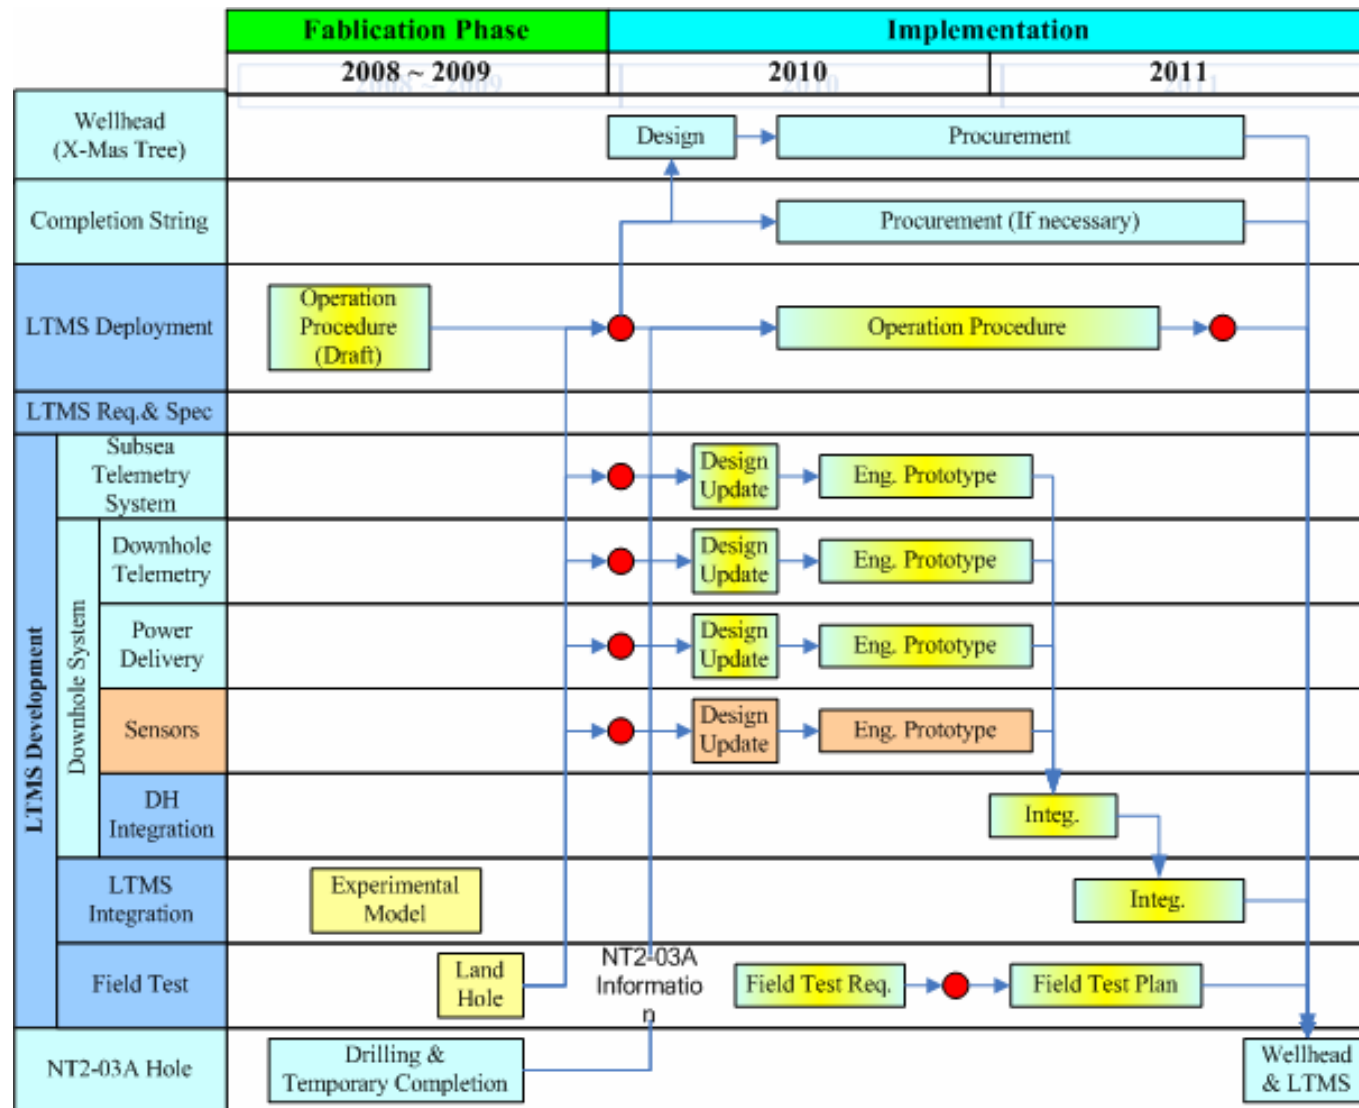 Fablication Phase
Implementation
2008 ~ 2009
2010
2011
2008 ~ 2009
2010
2011
Wellhead
(X-Mas Tree)
Design
Procurement
Completion String
Procurement (If necessary)
LTMS Deployment
Operation
Procedure
(Draft)
Operation Procedure
LTMS Req.& Spec
LTMS Development
Subsea
Telemetry
System
Design
Update
Eng. Prototype
Downhole System
Downhole
Telemetry
Design
Update
Eng. Prototype
Power
Delivery
Design
Update
Eng. Prototype
Sensors
Design
Update
Eng. Prototype
DH
Integration
Integ.
LTMS
Integration
Experimental
Model
Integ.
Field Test
Land
Hole
NT2-03A
Informatio
n
Field Test Req.
Field Test Plan
NT2-03A Hole
Drilling &
Temporary Completion
Wellhead
& LTMS